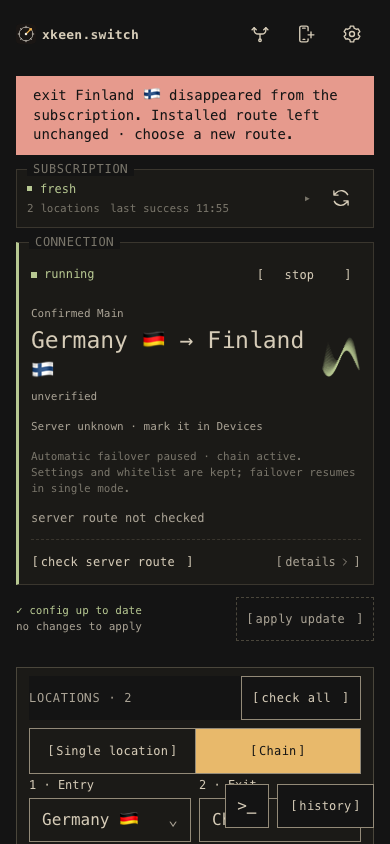 xkeen.switch
exit Finland 🇫🇮 disappeared from the
subscription. Installed route left
unchanged · choose a new route.
SUBSCRIPTION
fresh
2 locations last success 11:55
CONNECTION
running
[ stop ]
Confirmed Main
Germany 🇩🇪 → Finland
🇫🇮
unverified
Server unknown · mark it in Devices
Automatic failover paused · chain active.
Settings and whitelist are kept; failover resumes
in single mode.
server route not checked
[check server route ]
[details > ]
✓ config up to date
no changes to apply
[apply update ]
LOCATIONS · 2
[check all ]
[Single location]
[Chain]
1 · Entry
2 · Exit
Germany 🇩🇪
>_
[history]